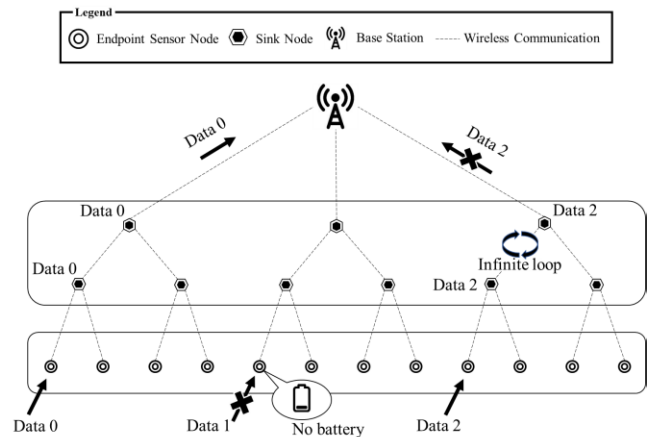 Legend
Endpoint Sensor Node Sink Node Base Station Wireless Communication
Data 0
Data 2
Data 0
Data 2
Data 0
Infinite loop
Data 2
Data 0
Data 1
No battery
Data 2